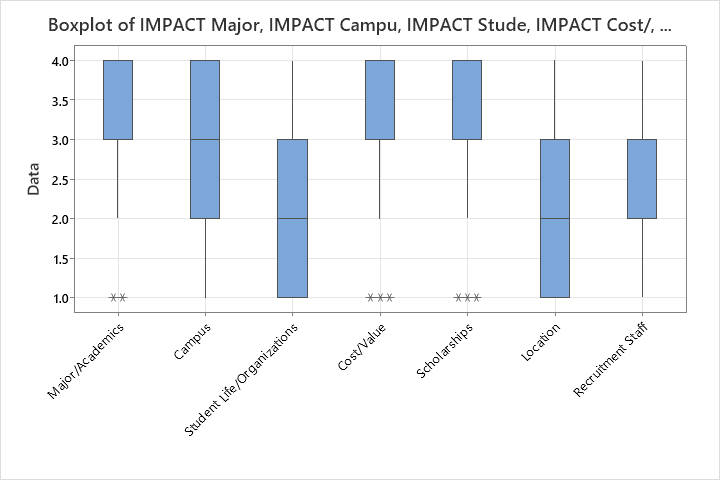 Boxplot of IMPACT Major, IMPACT Campu, IMPACT Stude, IMPACT Cost/, ...
Data
4.0
3.5
3.0
2.5
2.0
1.5
1.0
Major/Academics
Campus
Student Life/Organizations
Cost/Value
Scholarships
Location
Recruitment Staff